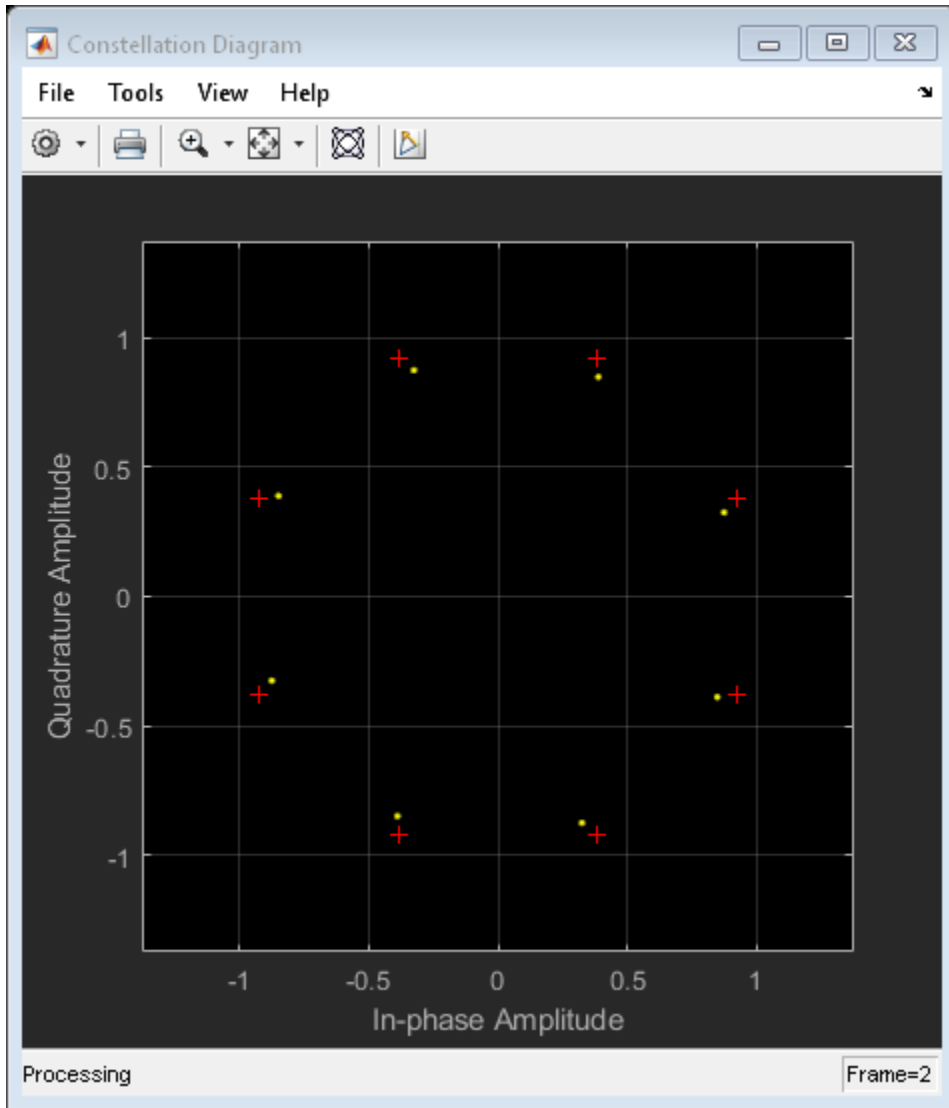 Constellation Diagram
File Tools View Help
1
0.5
0
-0.5
-1
Quadrature Amplitude
-1 -0.5 0 0.5 1
In-phase Amplitude
Processing Frame=2